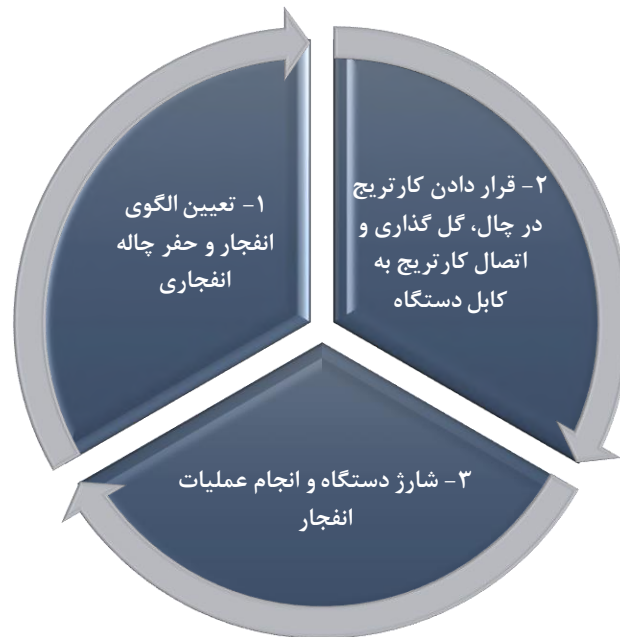 ۱- تعیین الگوی
انفجار و حفر چاله
انفجاری
۲- قرار دادن کارتریج
در چال، گل گذاری و
اتصال کارتریج به
کابل دستگاه
۳- شارژ دستگاه و انجام عملیات
انفجار